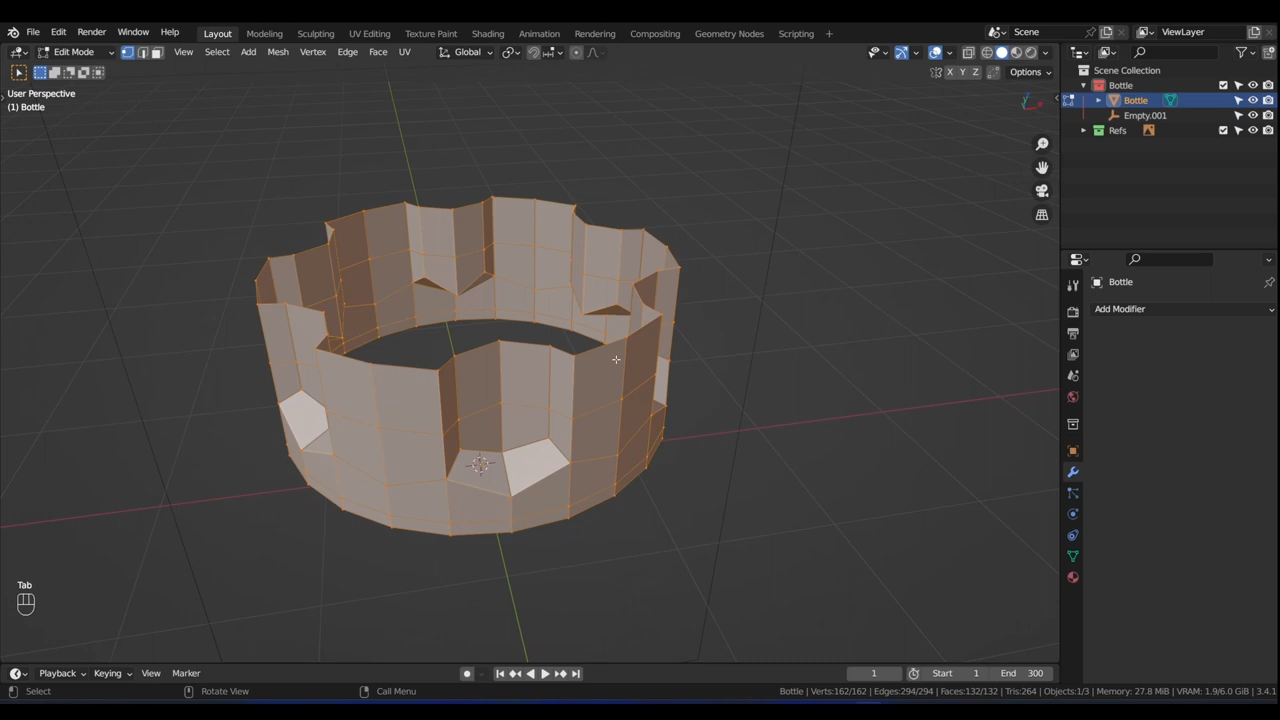 File Edit Render Window Help Layout Modeling Sculpting UV Editing Texture Paint Shading Animation Rendering Compositing Geometry Nodes Scripting + Scene ViewLayer
Edit Mode View Select Add Mesh Vertex Edge Face UV Global
X Y Z Options
User Perspective
(1) Bottle
Scene Collection
Bottle
Bottle
Empty.001
Refs
Bottle
Add Modifier
Tab
Playback Keying View Marker 1 Start 1 End 300
Select Rotate View Call Menu Bottle | Verts:162/162 | Edges:294/294 | Faces:132/132 | Tris:264 | Objects:1/3 | Memory: 27.8 MiB | VRAM: 1.9/6.0 GiB | 3.4.1